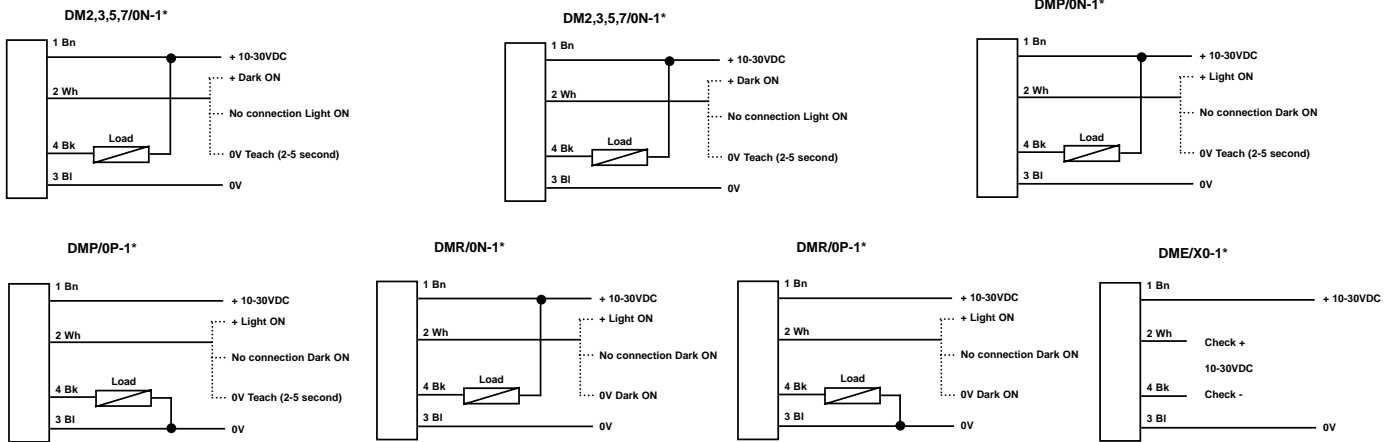 DM2,3,5,7/0N-1*
1 Bn
+ 10-30VDC
+ Dark ON
2 Wh
No connection Light ON
Load
4 Bk
0V Teach (2-5 second)
3 Bl
0V
DM2,3,5,7/0N-1*
1 Bn
+ 10-30VDC
+ Dark ON
2 Wh
No connection Light ON
Load
4 Bk
0V Teach (2-5 second)
3 Bl
0V
DMP/0N-1*
1 Bn
+ 10-30VDC
+ Light ON
2 Wh
No connection Dark ON
Load
4 Bk
0V Teach (2-5 second)
3 Bl
0V
DMP/0P-1*
1 Bn
+ 10-30VDC
+ Light ON
2 Wh
No connection Dark ON
Load
4 Bk
0V Teach (2-5 second)
3 Bl
0V
DMR/0N-1*
1 Bn
+ 10-30VDC
+ Light ON
2 Wh
No connection Dark ON
Load
4 Bk
0V Dark ON
3 Bl
0V
DMR/0P-1*
1 Bn
+ 10-30VDC
+ Light ON
2 Wh
No connection Dark ON
Load
4 Bk
0V Dark ON
3 Bl
0V
DME/X0-1*
1 Bn
+ 10-30VDC
2 Wh
Check +
10-30VDC
4 Bk
Check -
3 Bl
0V